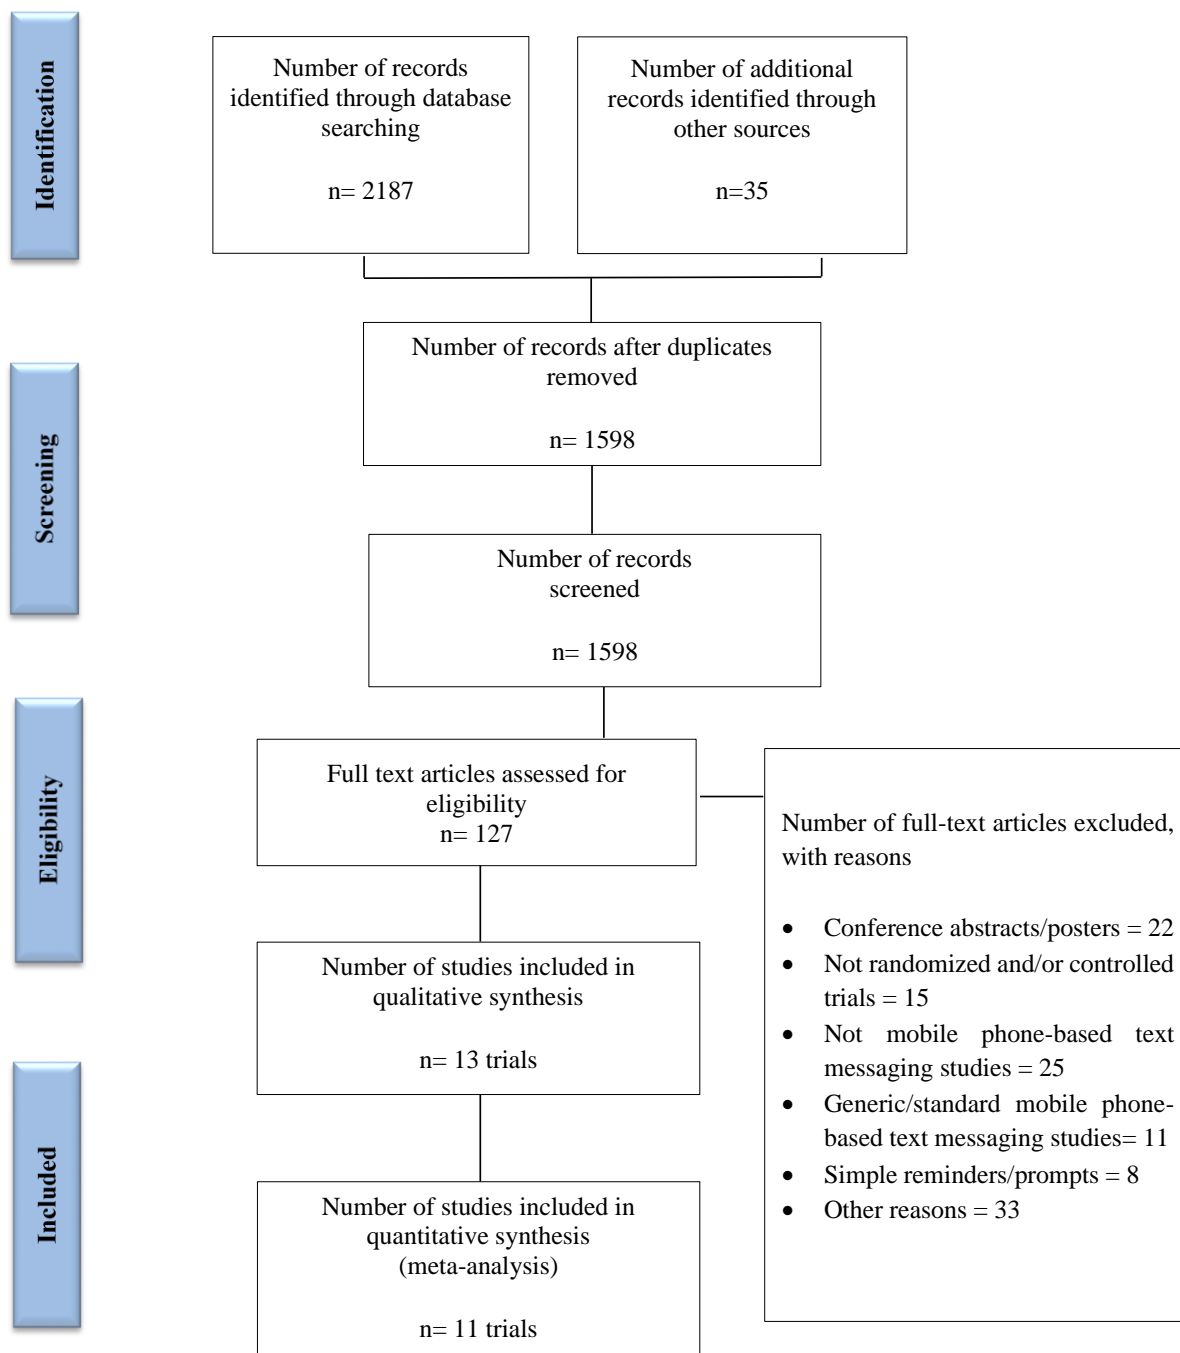 Identification
Number of records
identified through database
searching
n= 2187
Number of additional
records identified through
other sources
n=35
Screening
Number of records after duplicates
removed
n= 1598
Number of records
screened
n= 1598
Eligibility
Full text articles assessed for
eligibility
n= 127
Number of full-text articles excluded,
with reasons
• Conference abstracts/posters = 22
• Not randomized and/or controlled
trials = 15
• Not mobile phone-based text
messaging studies = 25
• Generic/standard mobile phone-
based text messaging studies= 11
• Simple reminders/prompts = 8
• Other reasons = 33
Number of studies included in
qualitative synthesis
n= 13 trials
Included
Number of studies included in
quantitative synthesis
(meta-analysis)
n= 11 trials